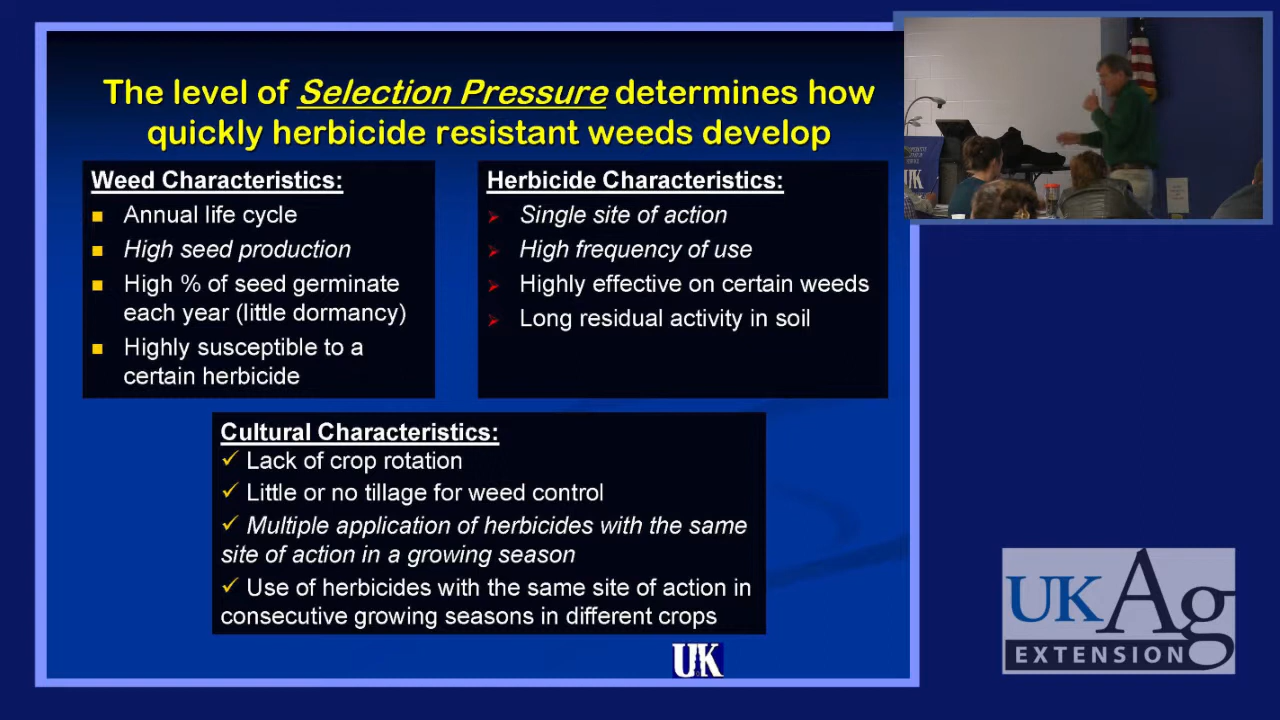 The level of Selection Pressure determines how
quickly herbicide resistant weeds develop
Weed Characteristics:
Annual life cycle
High seed production
High % of seed germinate
each year (little dormancy)
Highly susceptible to a
certain herbicide
Herbicide Characteristics:
Single site of action
High frequency of use
Highly effective on certain weeds
Long residual activity in soil
Cultural Characteristics:
Lack of crop rotation
Little or no tillage for weed control
Multiple application of herbicides with the same
site of action in a growing season
Use of herbicides with the same site of action in
consecutive growing seasons in different crops
UK
UK
UK Ag
EXTENSION